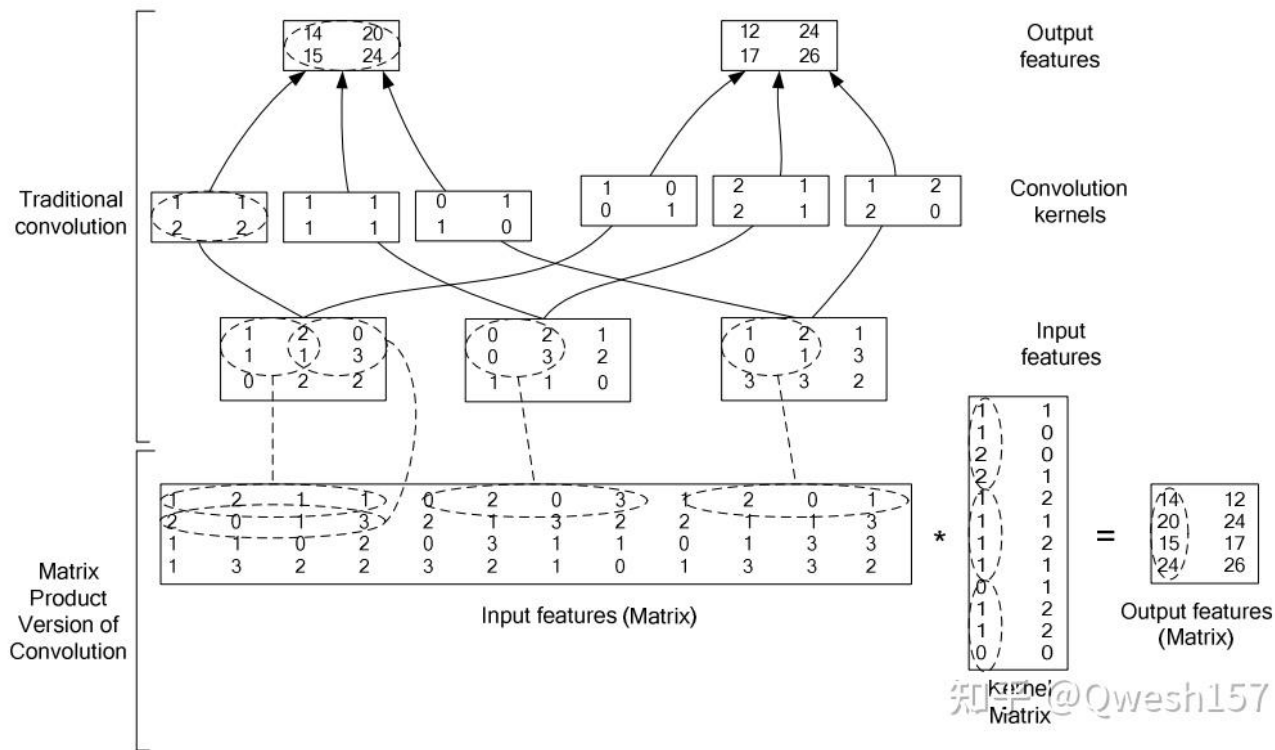 14 20
15 24
12 24
17 26
Output
features
Traditional
convolution
1 1
2 2
1 1
1 1
0 1
1 0
1 0
0 1
2 1
2 1
1 2
2 0
Convolution
kernels
1 2 0
1 1 3
0 2 2
0 2 1
0 3 2
1 1 0
1 2 1
0 1 3
3 3 2
Input
features
Matrix
Product
Version of
Convolution
1 2 1 1 0 2 0 3 1 2 0 1
2 0 1 3 2 1 3 2 2 1 1 3
1 1 0 2 0 3 1 1 0 1 3 3
1 3 2 2 3 2 1 0 1 3 3 2
Input features (Matrix)
*
1 1
1 0
2 0
2 1
1 2
1 1
1 2
1 1
0 1
1 2
1 2
0 0
Kernel
Matrix
=
14 12
20 24
15 17
24 26
Output features
(Matrix)
知乎 @Qwesh157